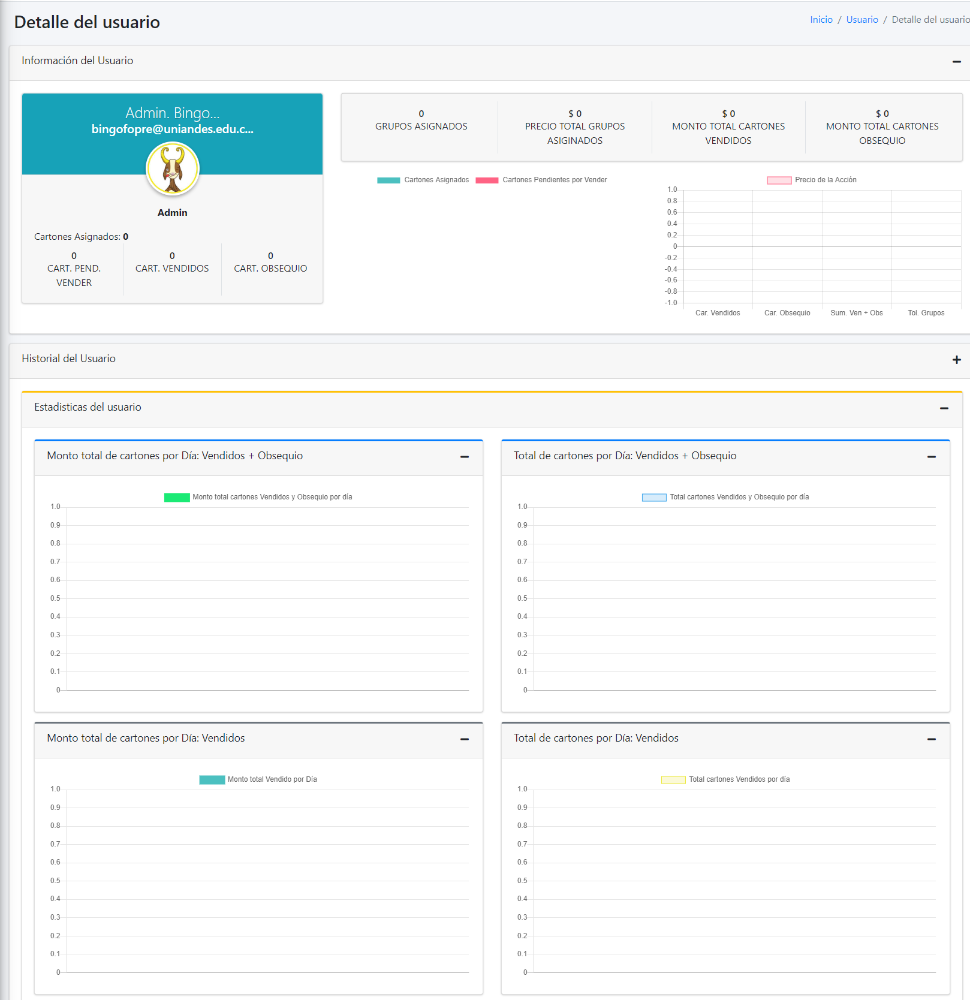 Detalle del usuario
Inicio / Usuario / Detalle del usuario
Información del Usuario
Admin. Bingo...
bingofopre@uniandes.edu.c...
Admin
Cartones Asignados: 0
0
CART. PEND.
VENDER
0
CART. VENDIDOS
0
CART. OBSEQUIO
0
GRUPOS ASIGNADOS
$ 0
PRECIO TOTAL GRUPOS
ASIGINADOS
$ 0
MONTO TOTAL CARTONES
VENDIDOS
$ 0
MONTO TOTAL CARTONES
OBSEQUIO
Cartones Asignados
Cartones Pendientes por Vender
Precio de la Acción
1.0
0.8
0.6
0.4
0.2
0
-0.2
-0.4
-0.6
-0.8
-1.0
Car. Vendidos
Car. Obsequio
Sum. Ven + Obs
Tol. Grupos
Historial del Usuario
Estadisticas del usuario
Monto total de cartones por Día: Vendidos + Obsequio
Monto total cartones Vendidos y Obsequio por día
1.0
0.9
0.8
0.7
0.6
0.5
0.4
0.3
0.2
0.1
0
Total de cartones por Día: Vendidos + Obsequio
Total cartones Vendidos y Obsequio por día
1.0
0.9
0.8
0.7
0.6
0.5
0.4
0.3
0.2
0.1
0
Monto total de cartones por Día: Vendidos
Monto total Vendido por Día
1.0
0.9
0.8
0.7
0.6
0.5
0.4
0.3
0.2
0.1
0
Total de cartones por Día: Vendidos
Total cartones Vendidos por día
1.0
0.9
0.8
0.7
0.6
0.5
0.4
0.3
0.2
0.1
0